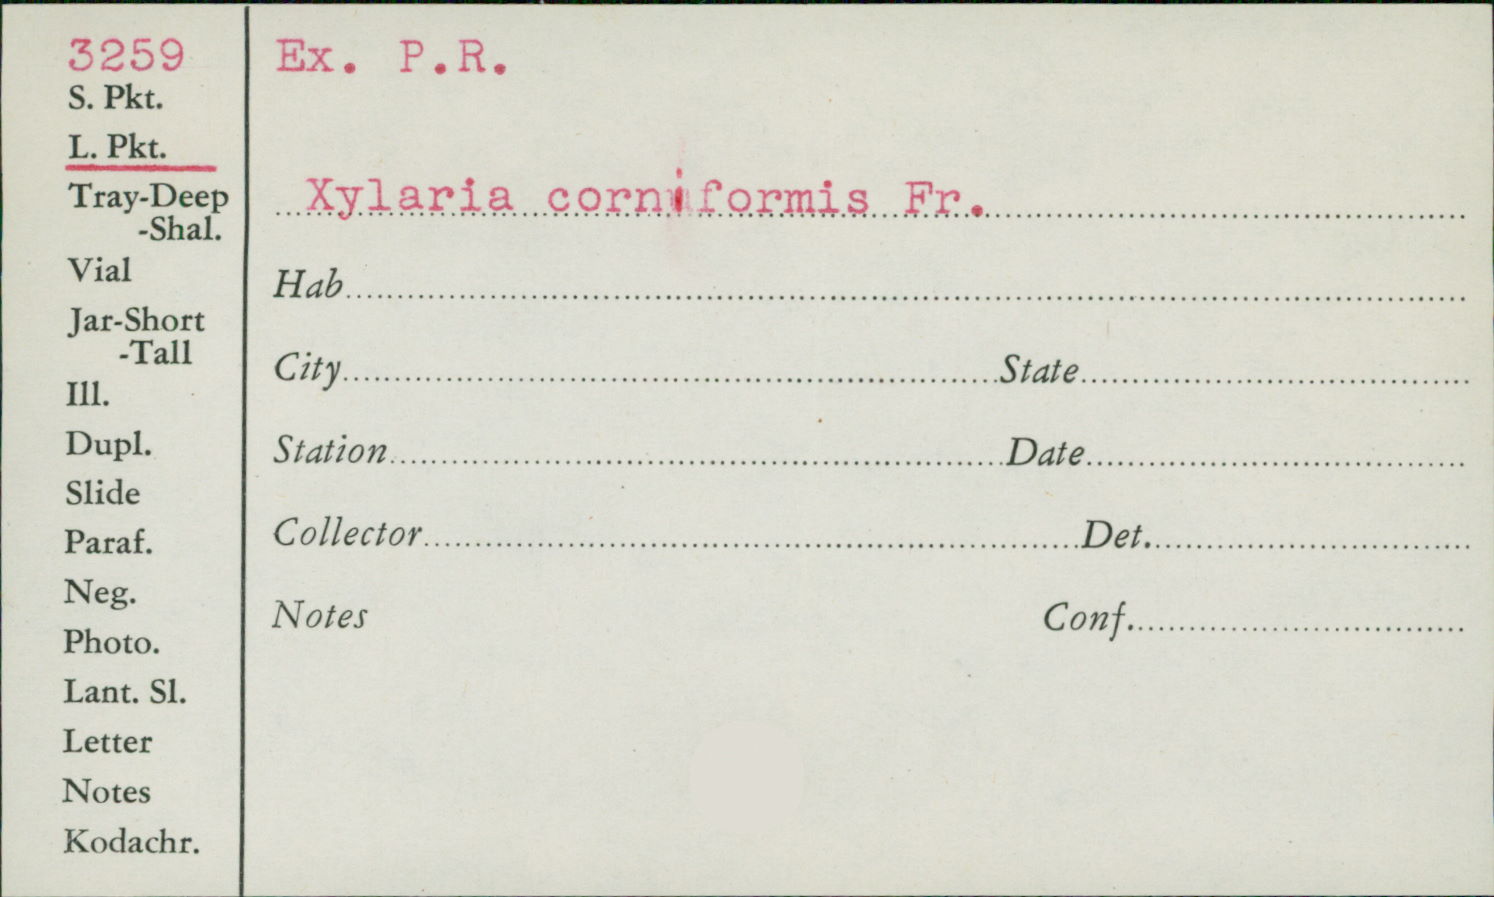 3259
S. Pkt.
L. Pkt.
Tray-Deep
-Shal.
Vial
Jar-Short
-Tall
Ill.
Dupl.
Slide
Paraf.
Neg.
Photo.
Lant. Sl.
Letter
Notes
Kodachr.
Ex. P.R.
Xylaria corniformis Fr.
Hab
City State
Station Date
Collector Det.
Notes Conf.